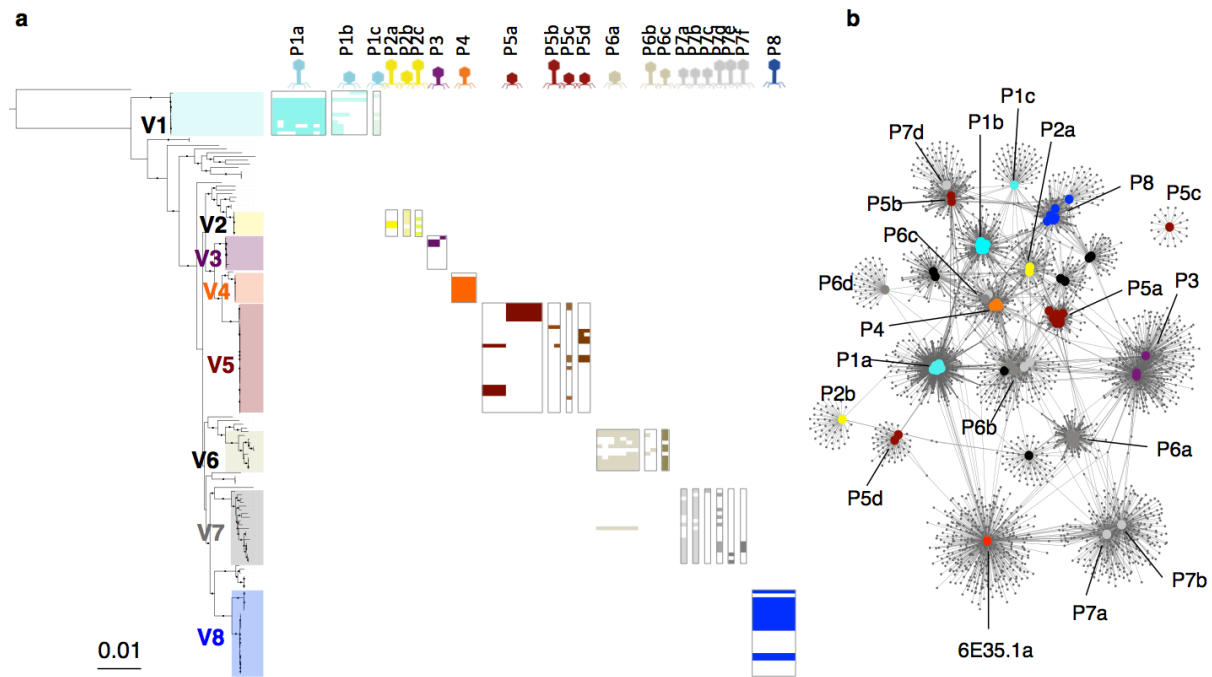 a
P1a
P1b
P1c
P2a
P2b
P2c
P3
P4
P5a
P5b
P5c
P5d
P6a
P6b
P6c
P7a
P7b
P7c
P7d
P7e
P7f
P8
V1
V2
V3
V4
V5
V6
V7
V8
0.01
b
P1c
P1b
P2a
P7d
P8
P5b
P5c
P6c
P6d
P5a
P3
P4
P1a
P2b
P6b
P6a
P5d
P7b
P7a
6E35.1a